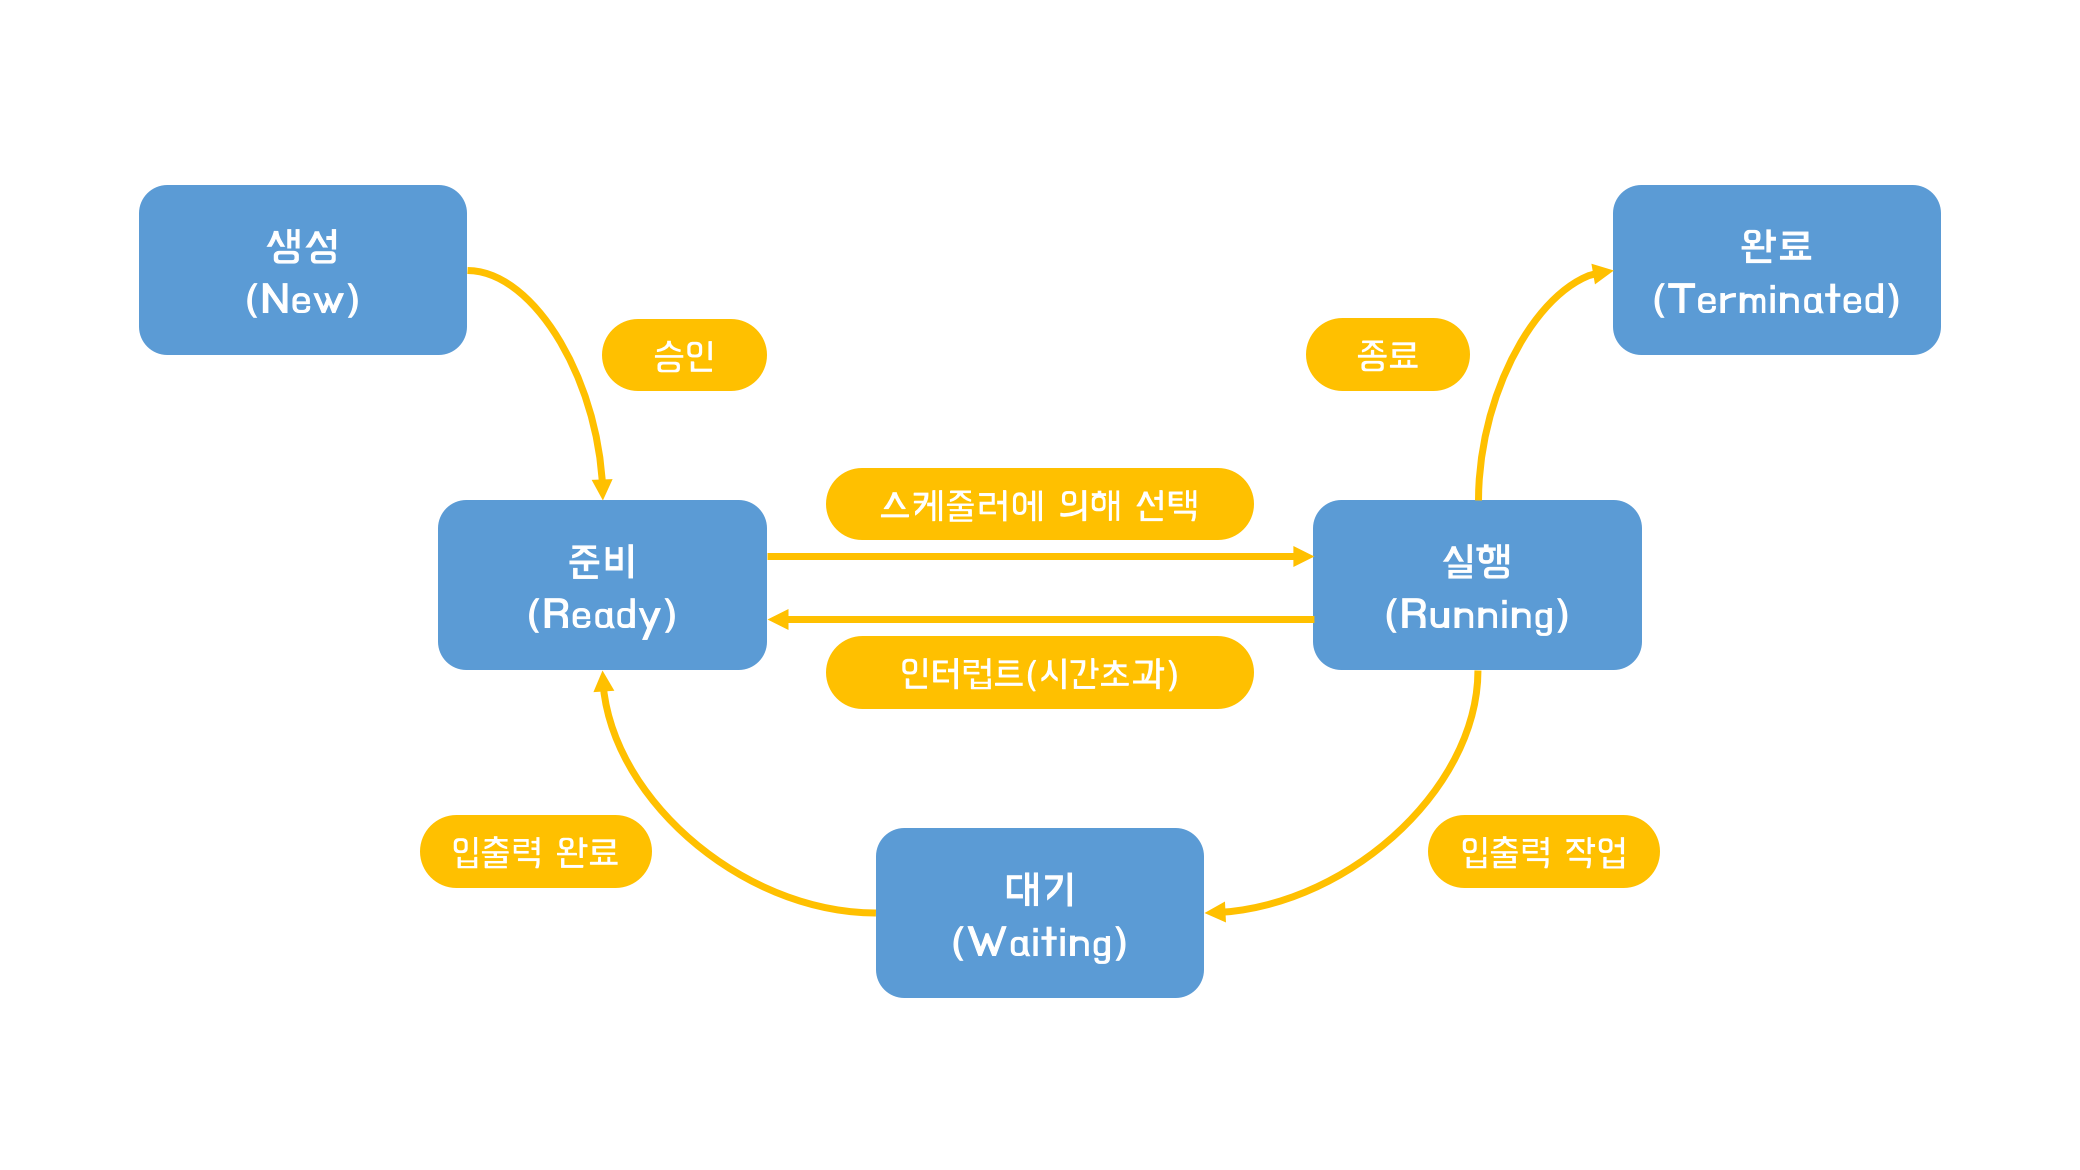 생성
(New)
완료
(Terminated)
승인
종료
스케줄러에 의해 선택
준비
(Ready)
실행
(Running)
인터럽트(시간초과)
입출력 완료
입출력 작업
대기
(Waiting)